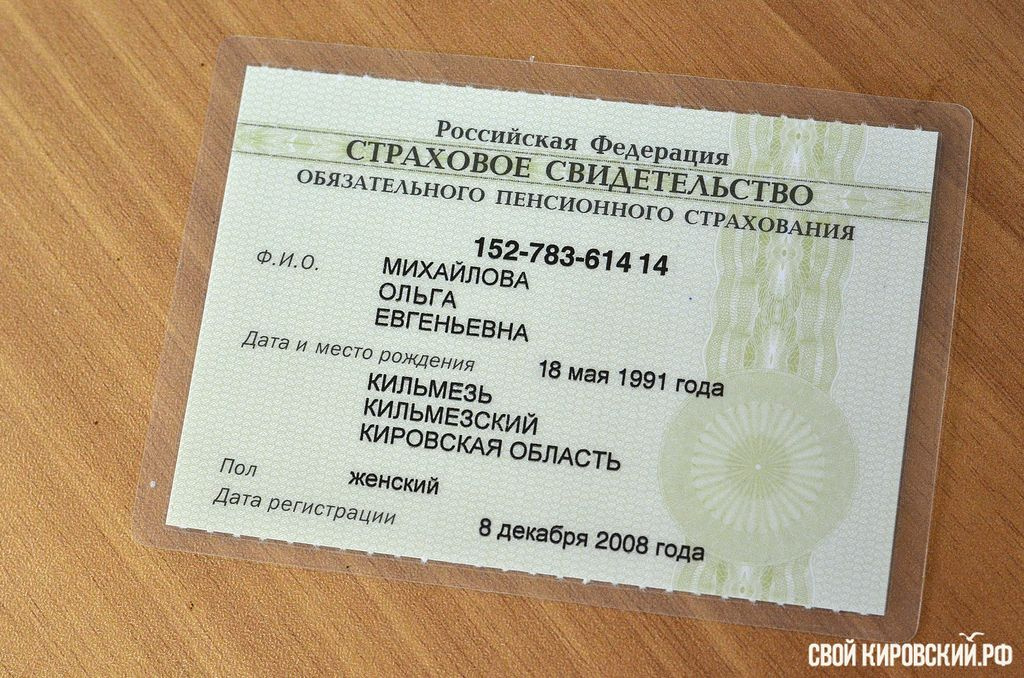 Российская Федерация
СТРАХОВОЕ СВИДЕТЕЛЬСТВО
ОБЯЗАТЕЛЬНОГО ПЕНСИОННОГО СТРАХОВАНИЯ
152-783-614 14
Ф.И.О. МИХАЙЛОВА
ОЛЬГА
ЕВГЕНЬЕВНА
Дата и место рождения 18 мая 1991 года
КИЛЬМЕЗЬ
КИЛЬМЕЗСКИЙ
КИРОВСКАЯ ОБЛАСТЬ
Пол женский
Дата регистрации 8 декабря 2008 года
СВОЙ КИРОВСКИЙ.РФ